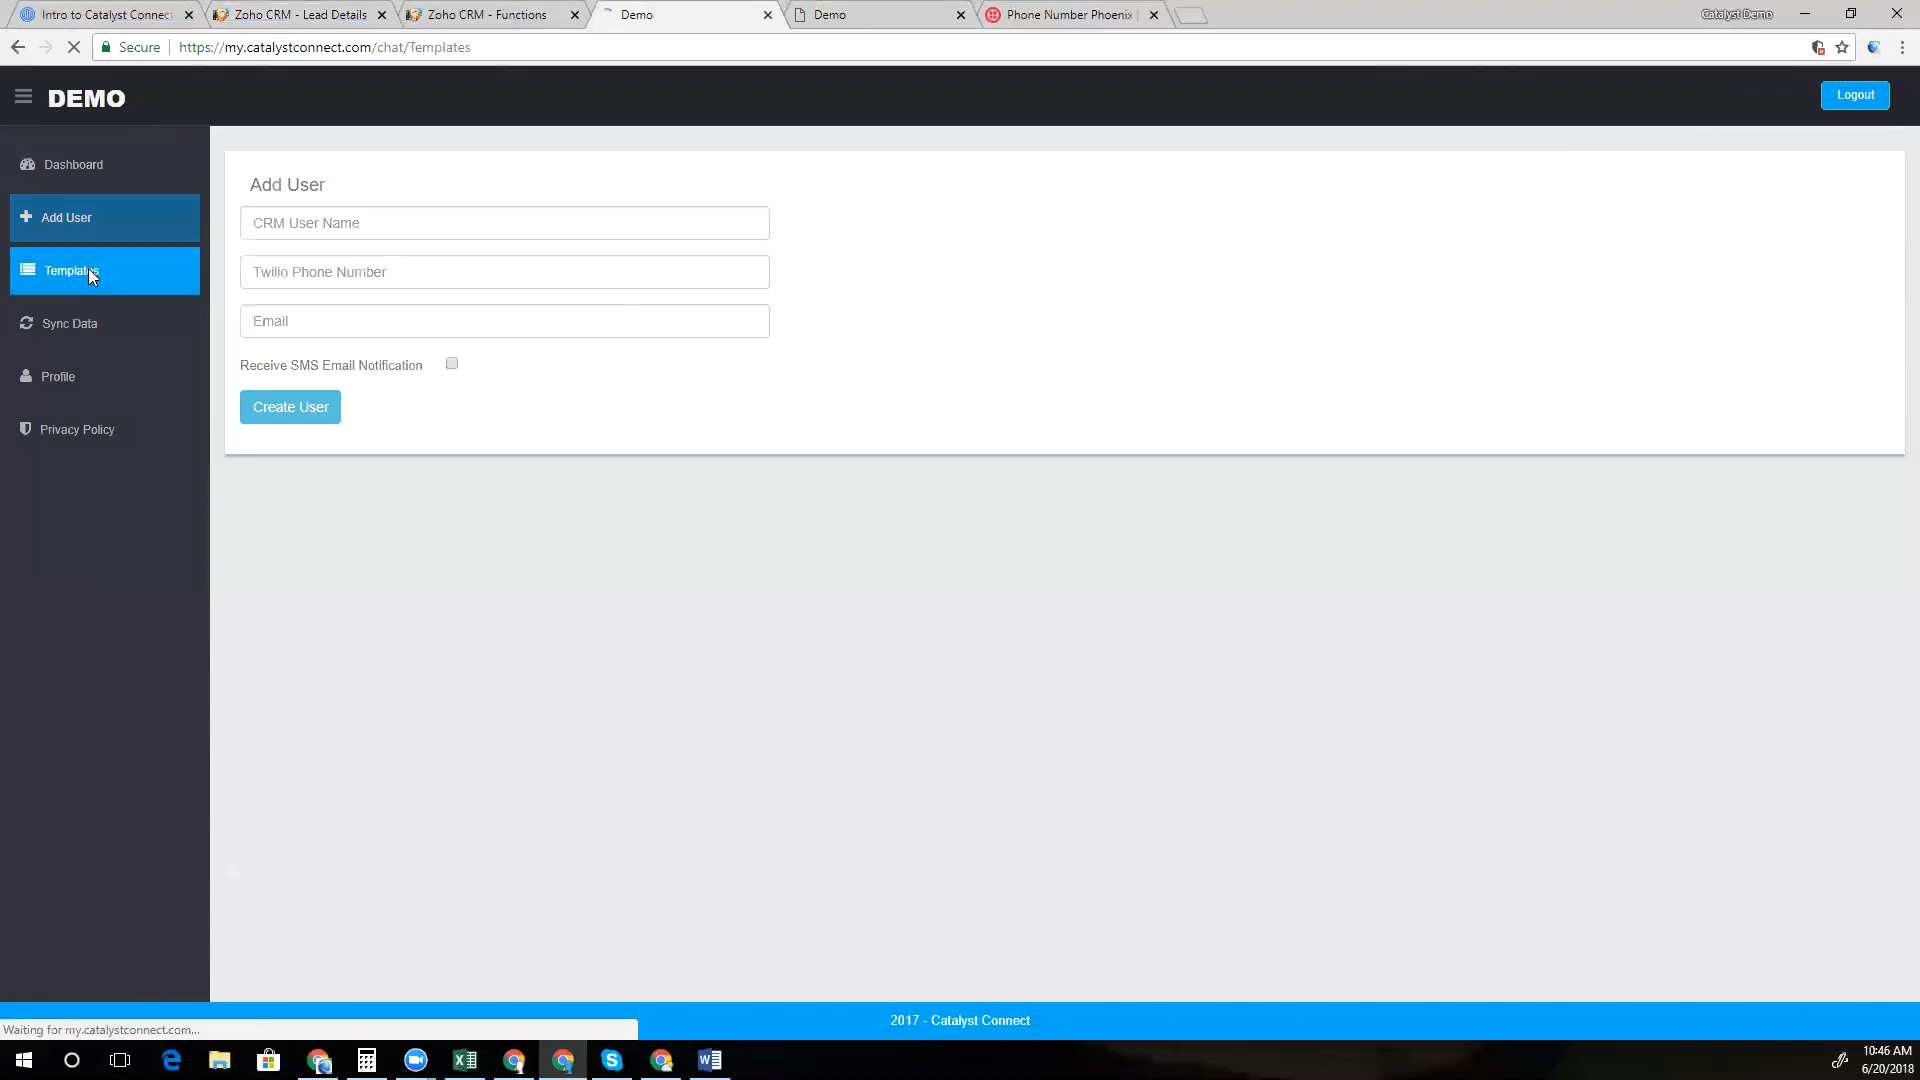 Intro to Catalyst Connect
Zoho CRM - Lead Details
Zoho CRM - Functions
Demo
Demo
Phone Number Phoenix
Catalyst Demo
Secure
https://my.catalystconnect.com/chat/Templates
DEMO
Logout
Dashboard
Add User
Templates
Sync Data
Profile
Privacy Policy
Add User
CRM User Name
Twilio Phone Number
Email
Receive SMS Email Notification
Create User
2017 - Catalyst Connect
Waiting for my.catalystconnect.com...
10:46 AM
6/20/2018